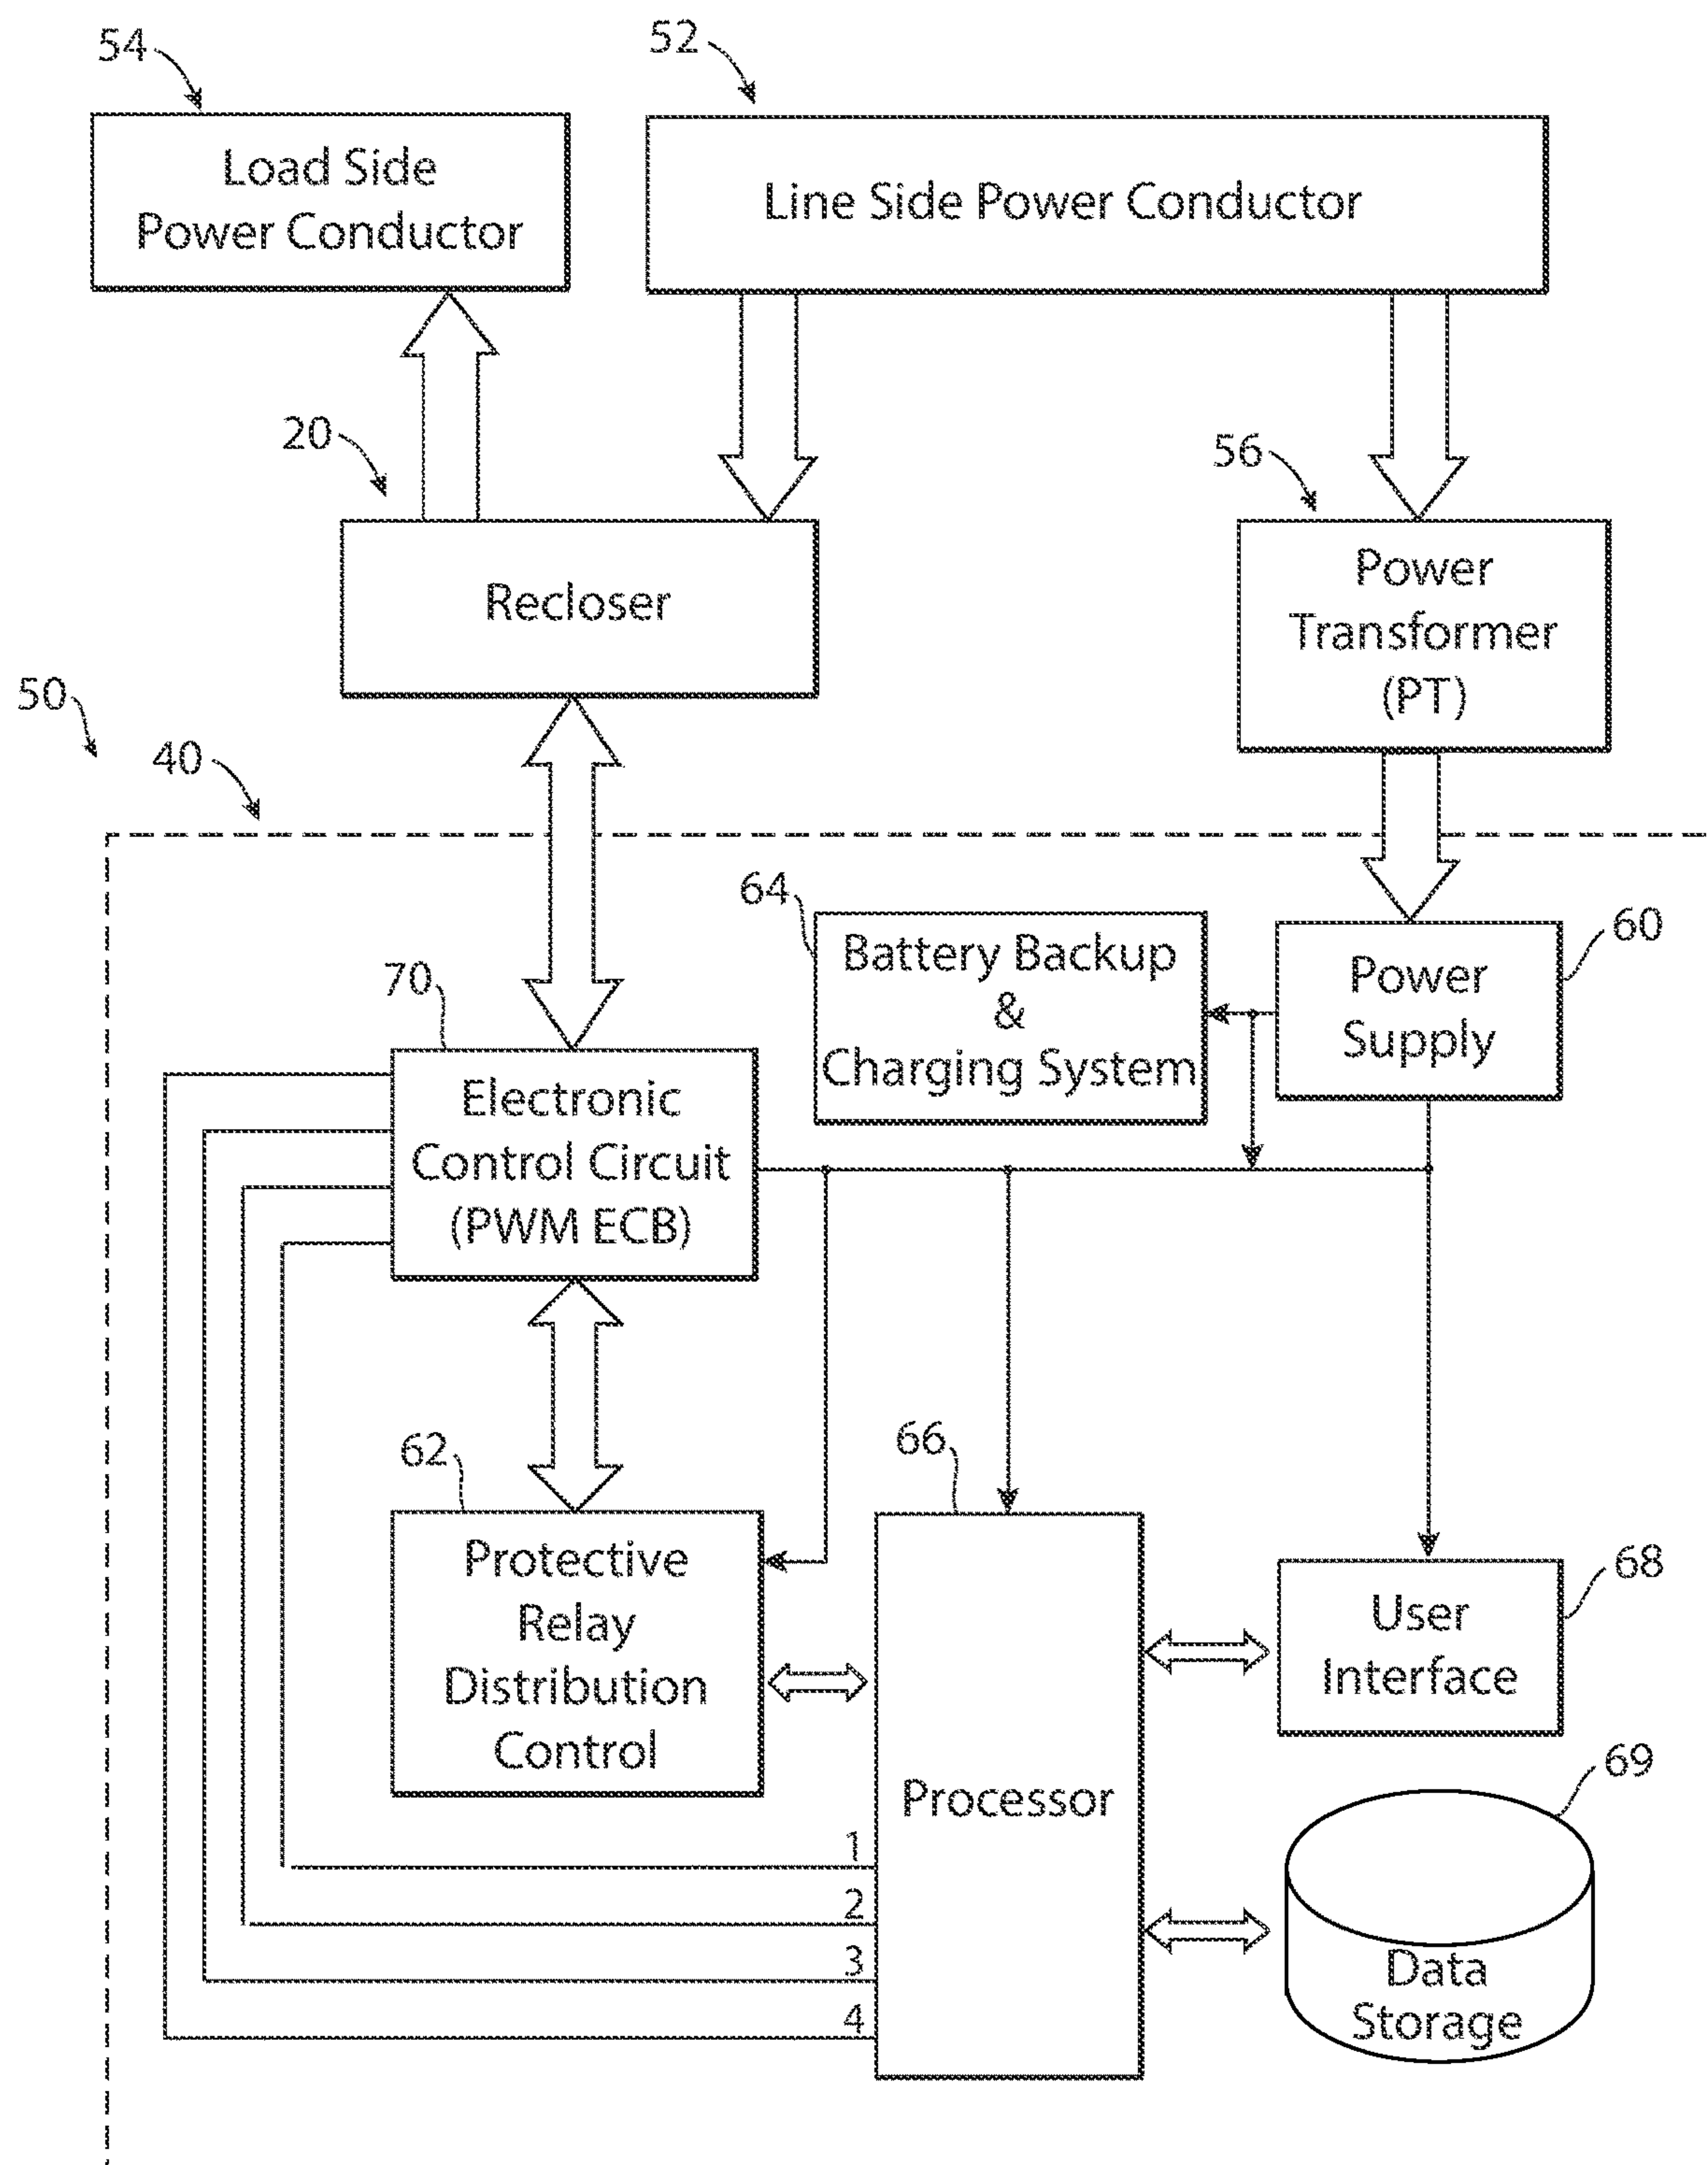 54
52
Load Side
Power Conductor
Line Side Power Conductor
20
56
Recloser
Power
Transformer
(PT)
50
40
64
Battery Backup
&
Charging System
60
Power
Supply
70
Electronic
Control Circuit
(PWM ECB)
62
Protective
Relay
Distribution
Control
66
Processor
68
User
Interface
69
Data
Storage
1
2
3
4